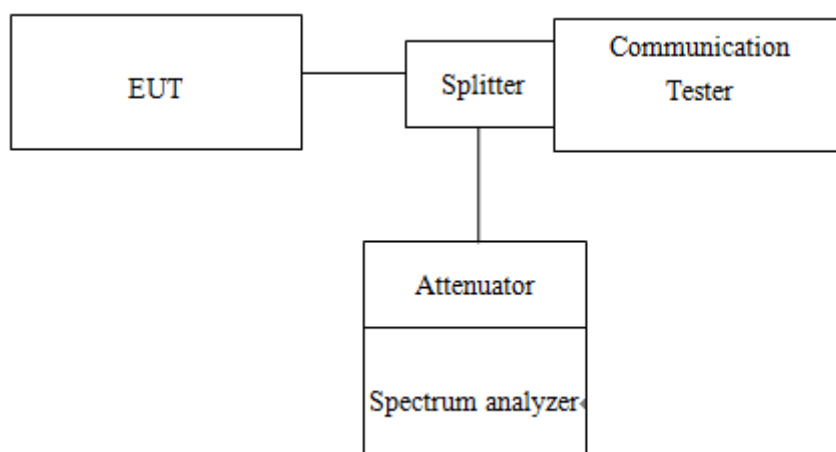 EUT
Splitter
Communication
Tester
Attenuator
Spectrum analyzer